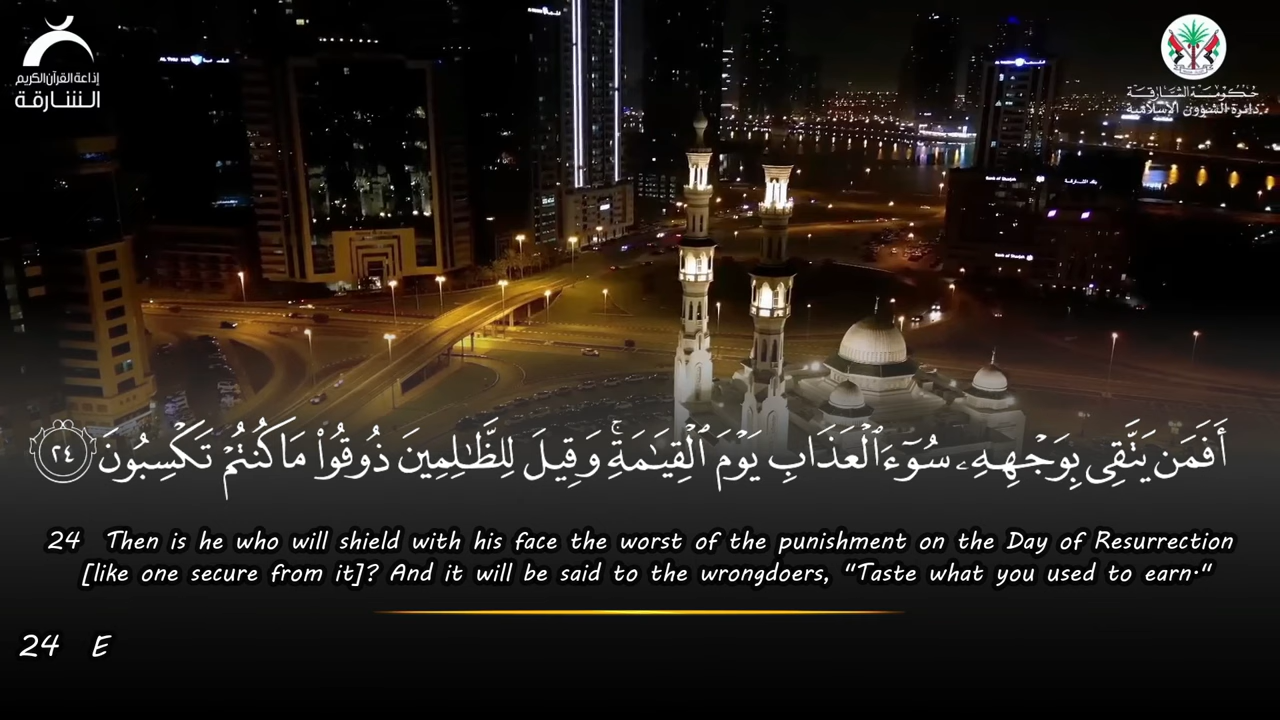 إذاعة القرآن الكريم
الشارقة
حكومة الشارقة
دائرة الشؤون الإسلامية
Bank of Sharjah
أَفَمَن يَتَّقِى بِوَجْهِهِۦ سُوٓءَ ٱلْعَذَابِ يَوْمَ ٱلْقِيَـٰمَةِ ۚ وَقِيلَ لِلظَّـٰلِمِينَ ذُوقُوا۟ مَا كُنتُمْ تَكْسِبُونَ ٢٤
24 Then is he who will shield with his face the worst of the punishment on the Day of Resurrection
[like one secure from it]? And it will be said to the wrongdoers, "Taste what you used to earn."
24 E